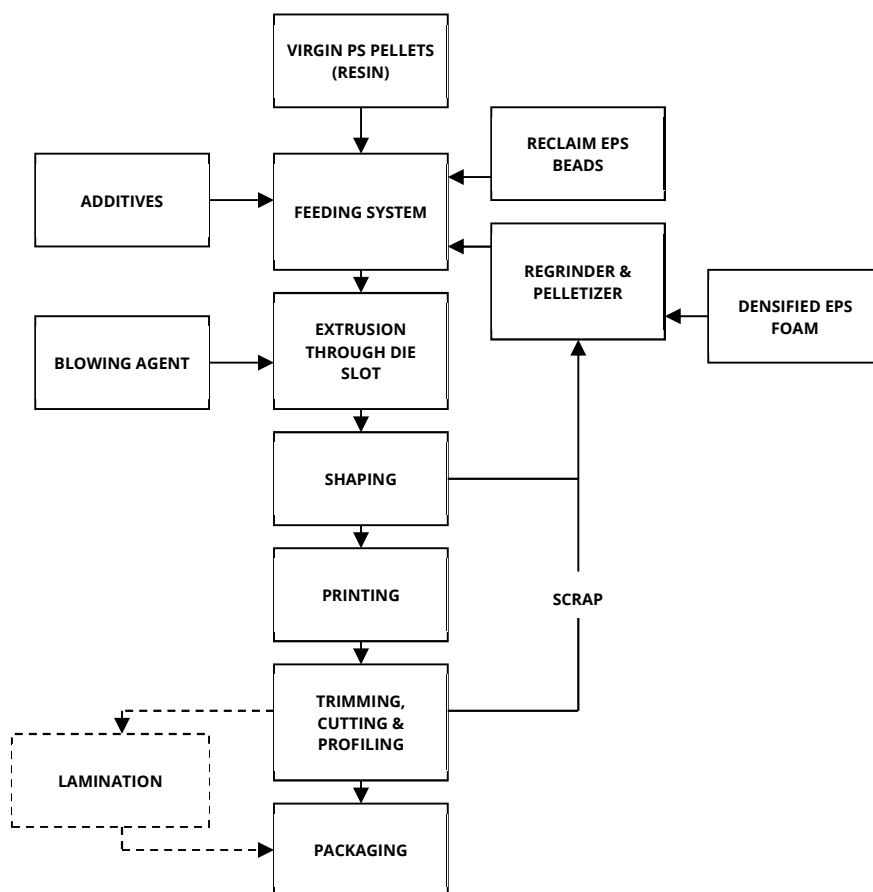 VIRGIN PS PELLETS
(RESIN)
RECLAIM EPS
BEADS
ADDITIVES
FEEDING SYSTEM
REGRINDER &
PELLETIZER
DENSIFIED EPS
FOAM
EXTRUSION
THROUGH DIE
SLOT
BLOWING AGENT
SHAPING
PRINTING
SCRAP
TRIMMING,
CUTTING &
PROFILING
LAMINATION
PACKAGING